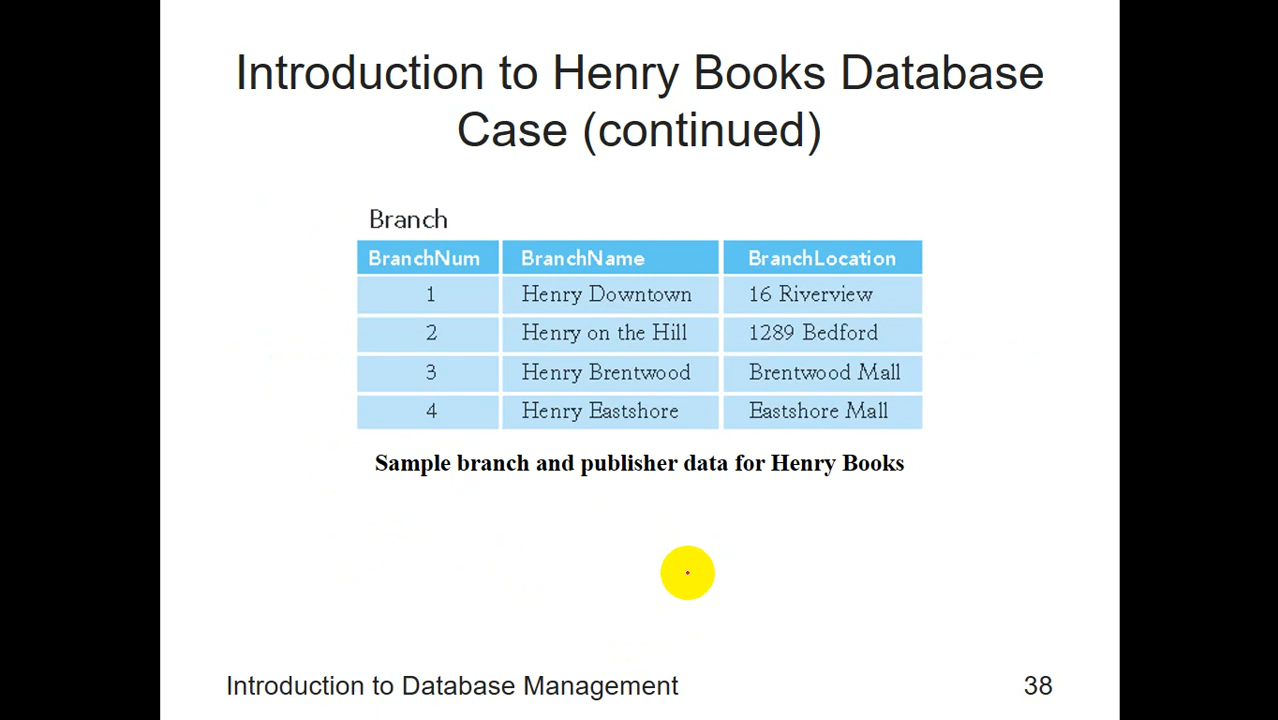 Introduction to Henry Books Database
Case (continued)
Branch
BranchNum BranchName BranchLocation
1 Henry Downtown 16 Riverview
2 Henry on the Hill 1289 Bedford
3 Henry Brentwood Brentwood Mall
4 Henry Eastshore Eastshore Mall
Sample branch and publisher data for Henry Books
Introduction to Database Management 38